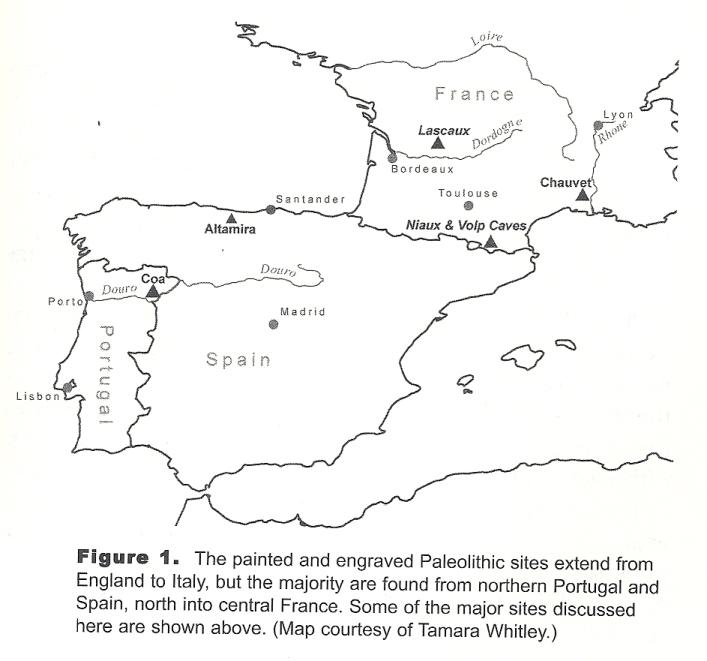 Loire
France
Lyon
Rhone
Lascaux
Dordogne
Bordeaux
Chauvet
Toulouse
Santander
Altamira
Niaux & Volp Caves
Coa
Douro
Porto
Douro
Madrid
Portugal
Spain
Lisbon
Figure 1. The painted and engraved Paleolithic sites extend from
England to Italy, but the majority are found from northern Portugal and
Spain, north into central France. Some of the major sites discussed
here are shown above. (Map courtesy of Tamara Whitley.)